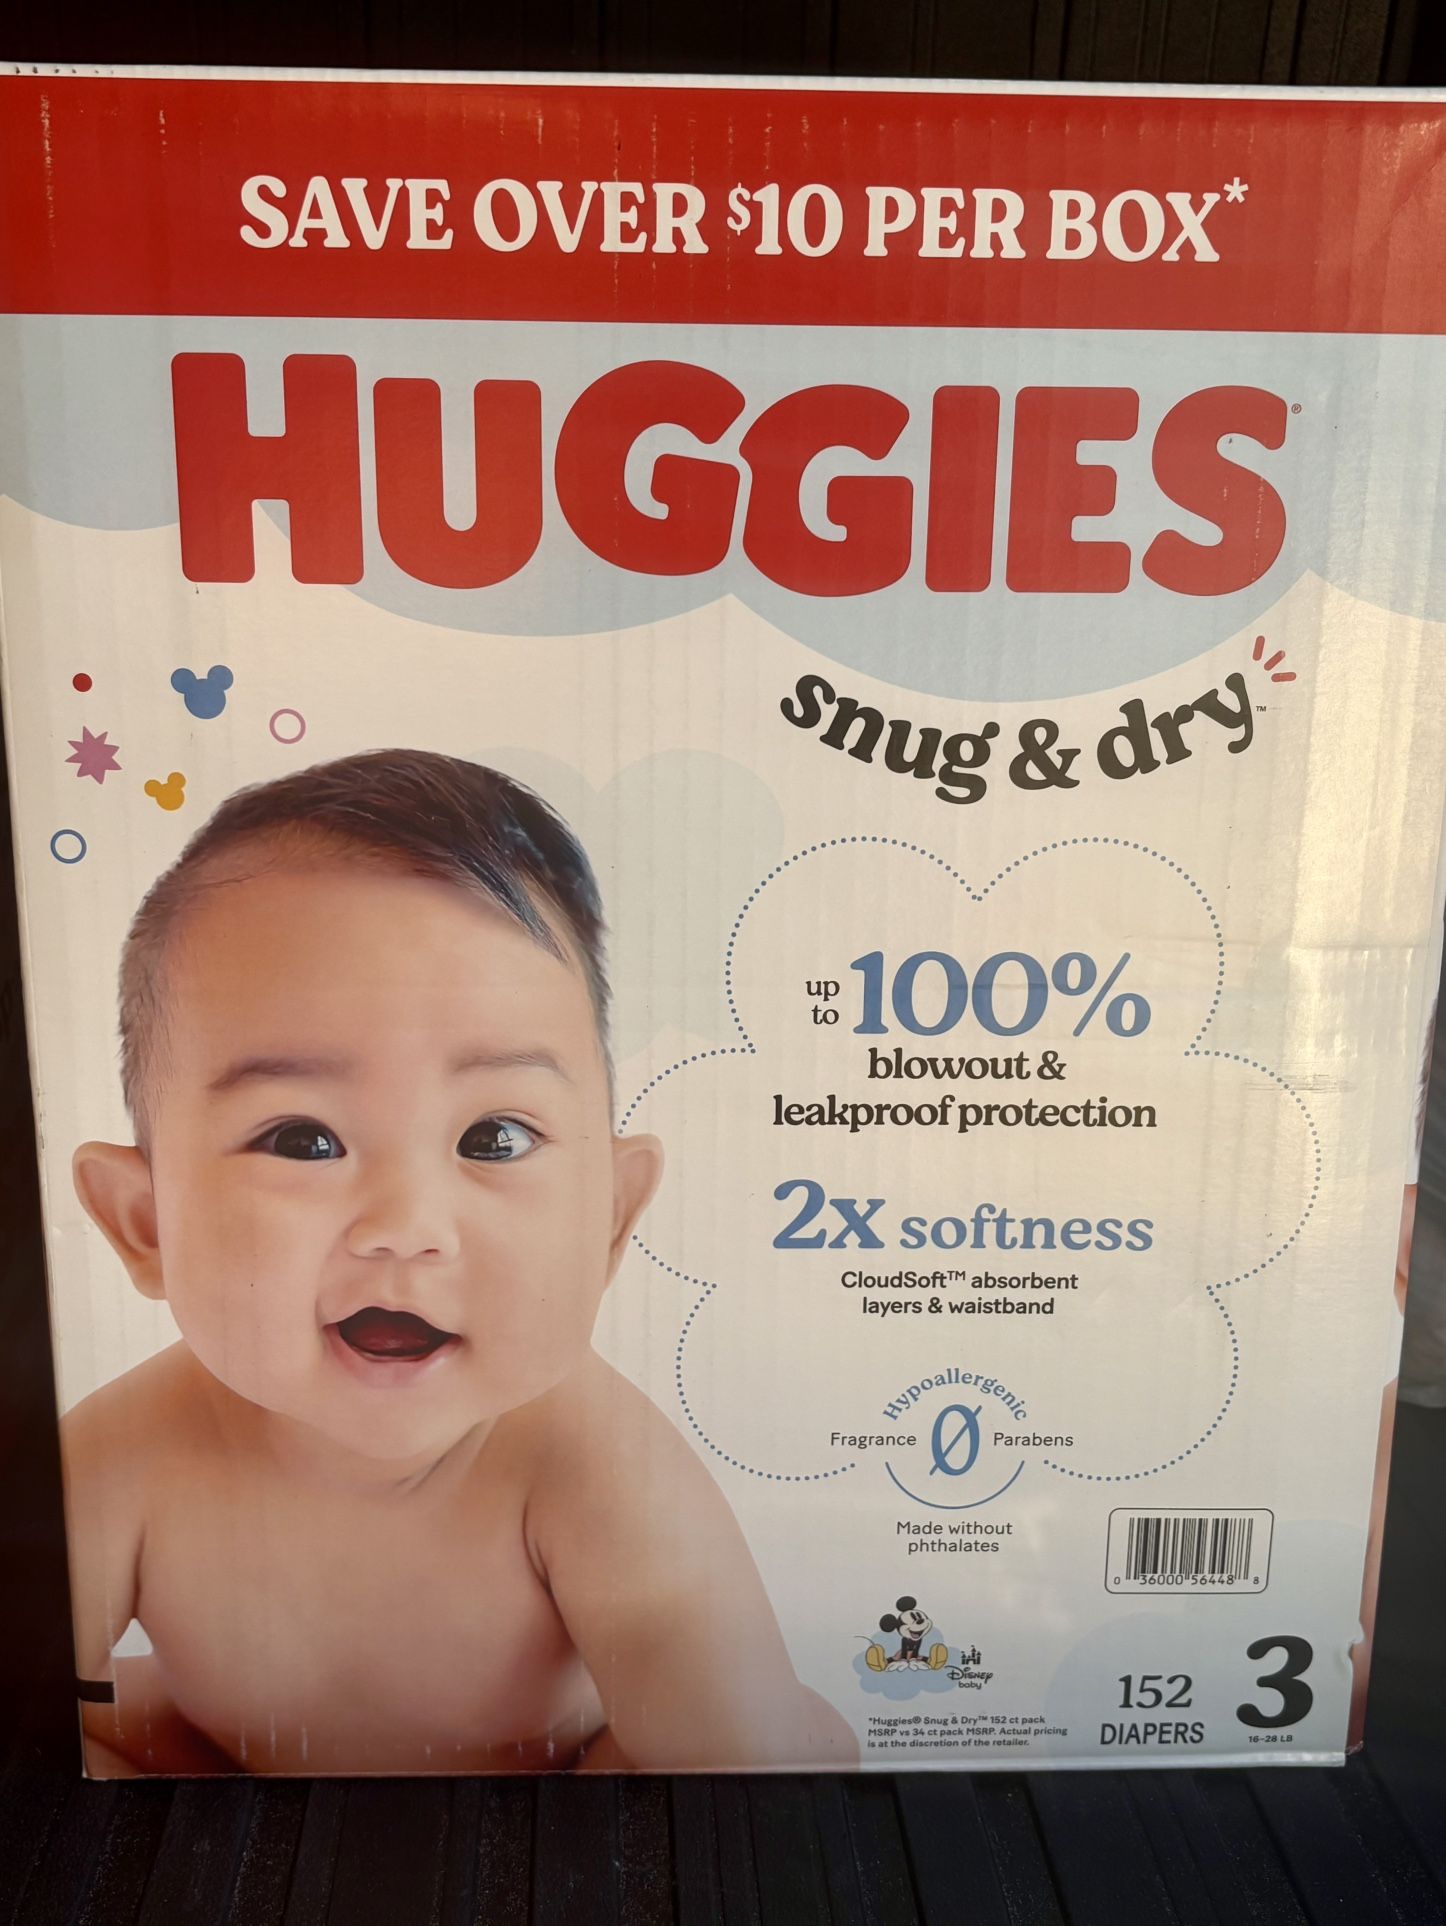 SAVE OVER $10 PER BOX*
HUGGIES®
snug & dry™
up to 100%
blowout &
leakproof protection
2x softness
CloudSoft™ absorbent
layers & waistband
Hypoallergenic
Fragrance 0 Parabens
Made without
phthalates
0 36000 56448 8
Disney
baby
*Huggies® Snug & Dry™ 152 ct pack
MSRP vs 34 ct pack MSRP. Actual pricing
is at the discretion of the retailer.
152
DIAPERS
3
16-28 LB